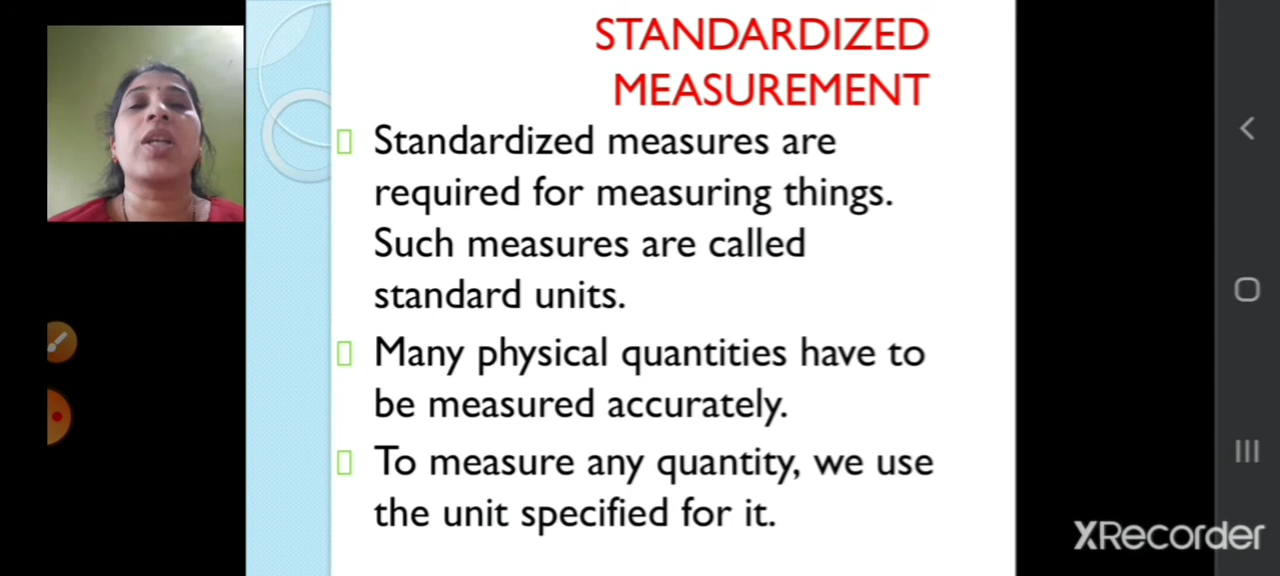 STANDARDIZED
MEASUREMENT
Standardized measures are
required for measuring things.
Such measures are called
standard units.
Many physical quantities have to
be measured accurately.
To measure any quantity, we use
the unit specified for it.
XRecorder